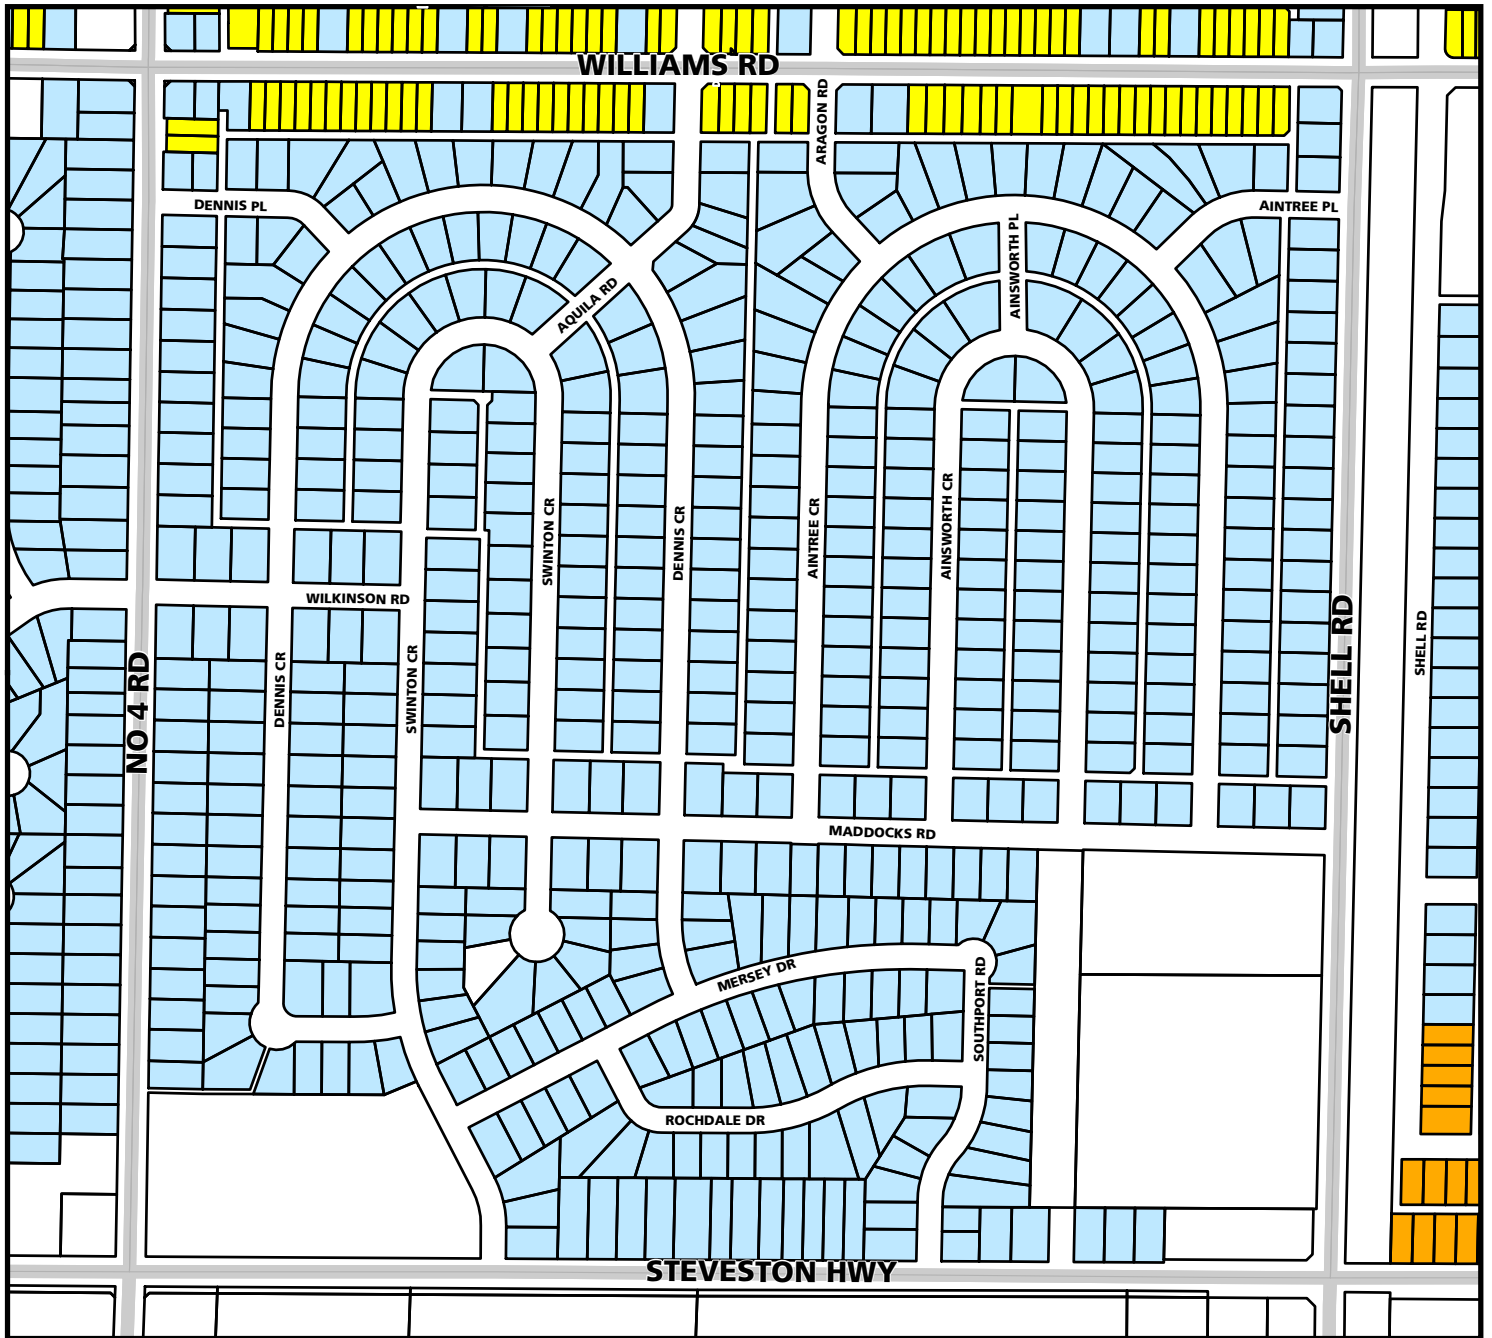 WILLIAMS RD
ARAGON RD
DENNIS PL
AINTREE PL
AINSWORTH PL
AQUILA RD
SWINTON CR
DENNIS CR
AINTREE CR
AINSWORTH CR
WILKINSON RD
SHELL RD
SHELL RD
NO 4 RD
DENNIS CR
SWINTON CR
MADDOCKS RD
MERSEY DR
SOUTHPORT RD
ROCHDALE DR
STEVESTON HWY